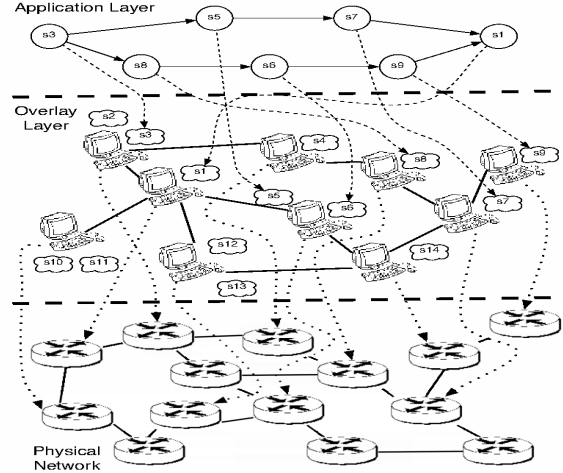 Application Layer
s5
s7
s3
s1
s8
s6
s9
Overlay
Layer
s2
s3
s4
s9
s8
s1
s5
s7
s6
s12
s14
s10
s11
s13
Physical
Network